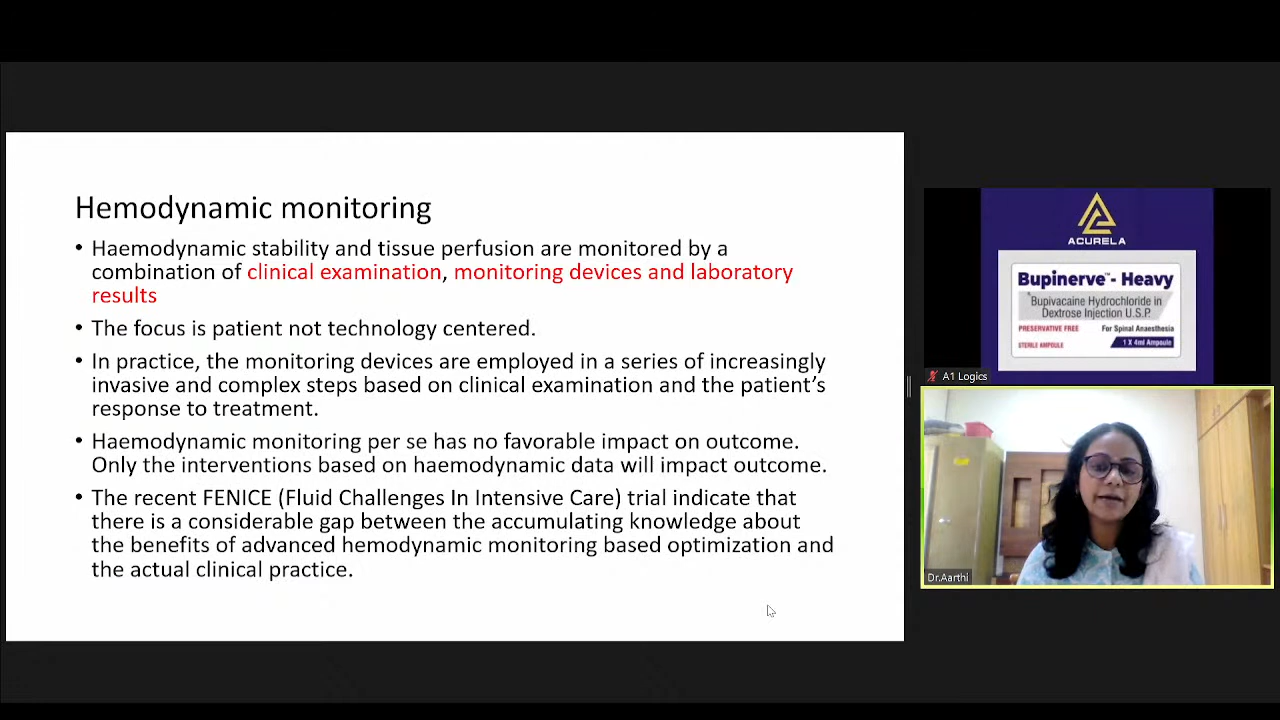 Hemodynamic monitoring
• Haemodynamic stability and tissue perfusion are monitored by a
combination of clinical examination, monitoring devices and laboratory
results
• The focus is patient not technology centered.
• In practice, the monitoring devices are employed in a series of increasingly
invasive and complex steps based on clinical examination and the patient's
response to treatment.
• Haemodynamic monitoring per se has no favorable impact on outcome.
Only the interventions based on haemodynamic data will impact outcome.
• The recent FENICE (Fluid Challenges In Intensive Care) trial indicate that
there is a considerable gap between the accumulating knowledge about
the benefits of advanced hemodynamic monitoring based optimization and
the actual clinical practice.
ACURELA
Bupinerve™- Heavy
Bupivacaine Hydrochloride in
Dextrose Injection U.S.P.
PRESERVATIVE FREE For Spinal Anaesthesia
STERILE AMPOULE 1 X 4ml Ampoule
A1 Logics
Dr.Aarthi